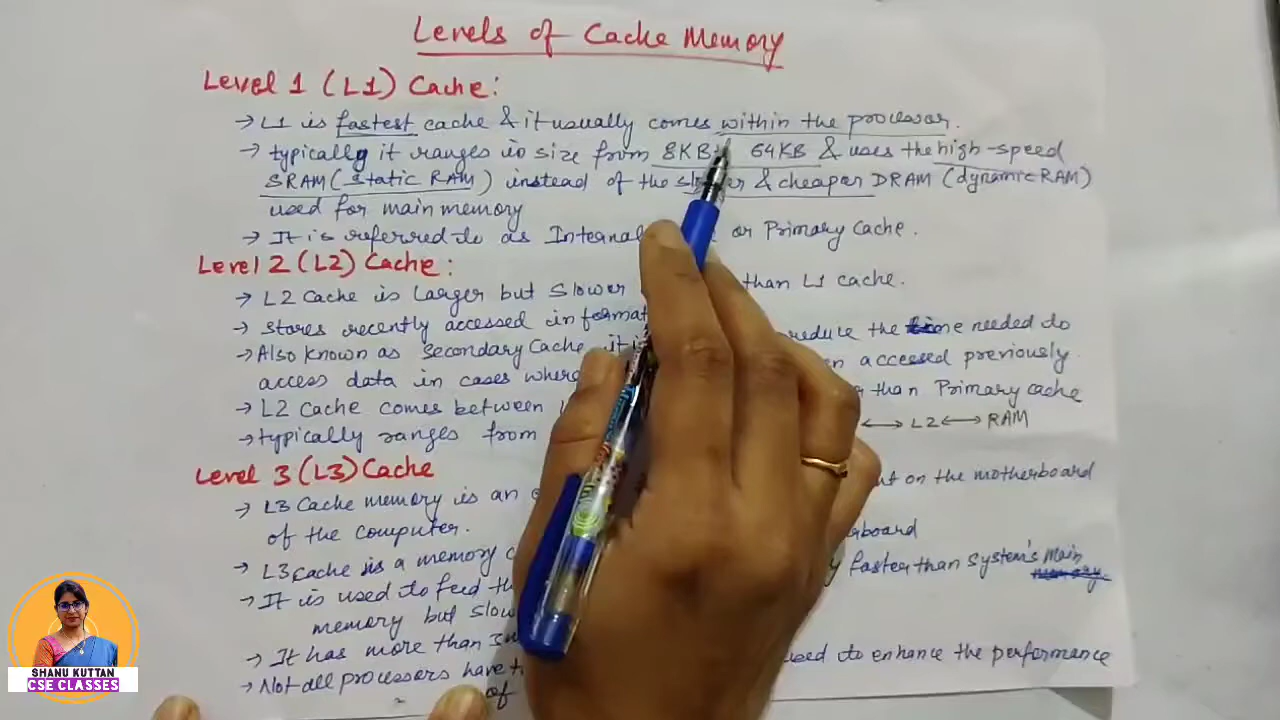 Levels of Cache Memory
Level 1 (L1) Cache:
→ L1 is fastest cache & it usually comes within the processor.
→ typically it ranges in size from 8KB 64KB & uses the high-speed
SRAM (static RAM) instead of the & cheaper DRAM (dynamic RAM)
used for main memory
→ It is referred to as Internal or Primary Cache.
Level 2 (L2) Cache:
→ L2 cache is larger but slower than L1 cache.
→ stores recently accessed
→ Also known as secondary Cache, it is reduce the time needed to
access data in cases where accessed previously
→ L2 cache comes between than Primary cache
→ typically ranges from ↔ L2 ↔ RAM
Level 3 (L3) Cache
→ L3 Cache memory is an on the motherboard
of the computer.
→ L3 cache is a memory
→ It is used to feed faster than system's main
memory but
→ It has more than
→ Not all processors have used to enhance the performance
of
SHANU KUTTAN
CSE CLASSES